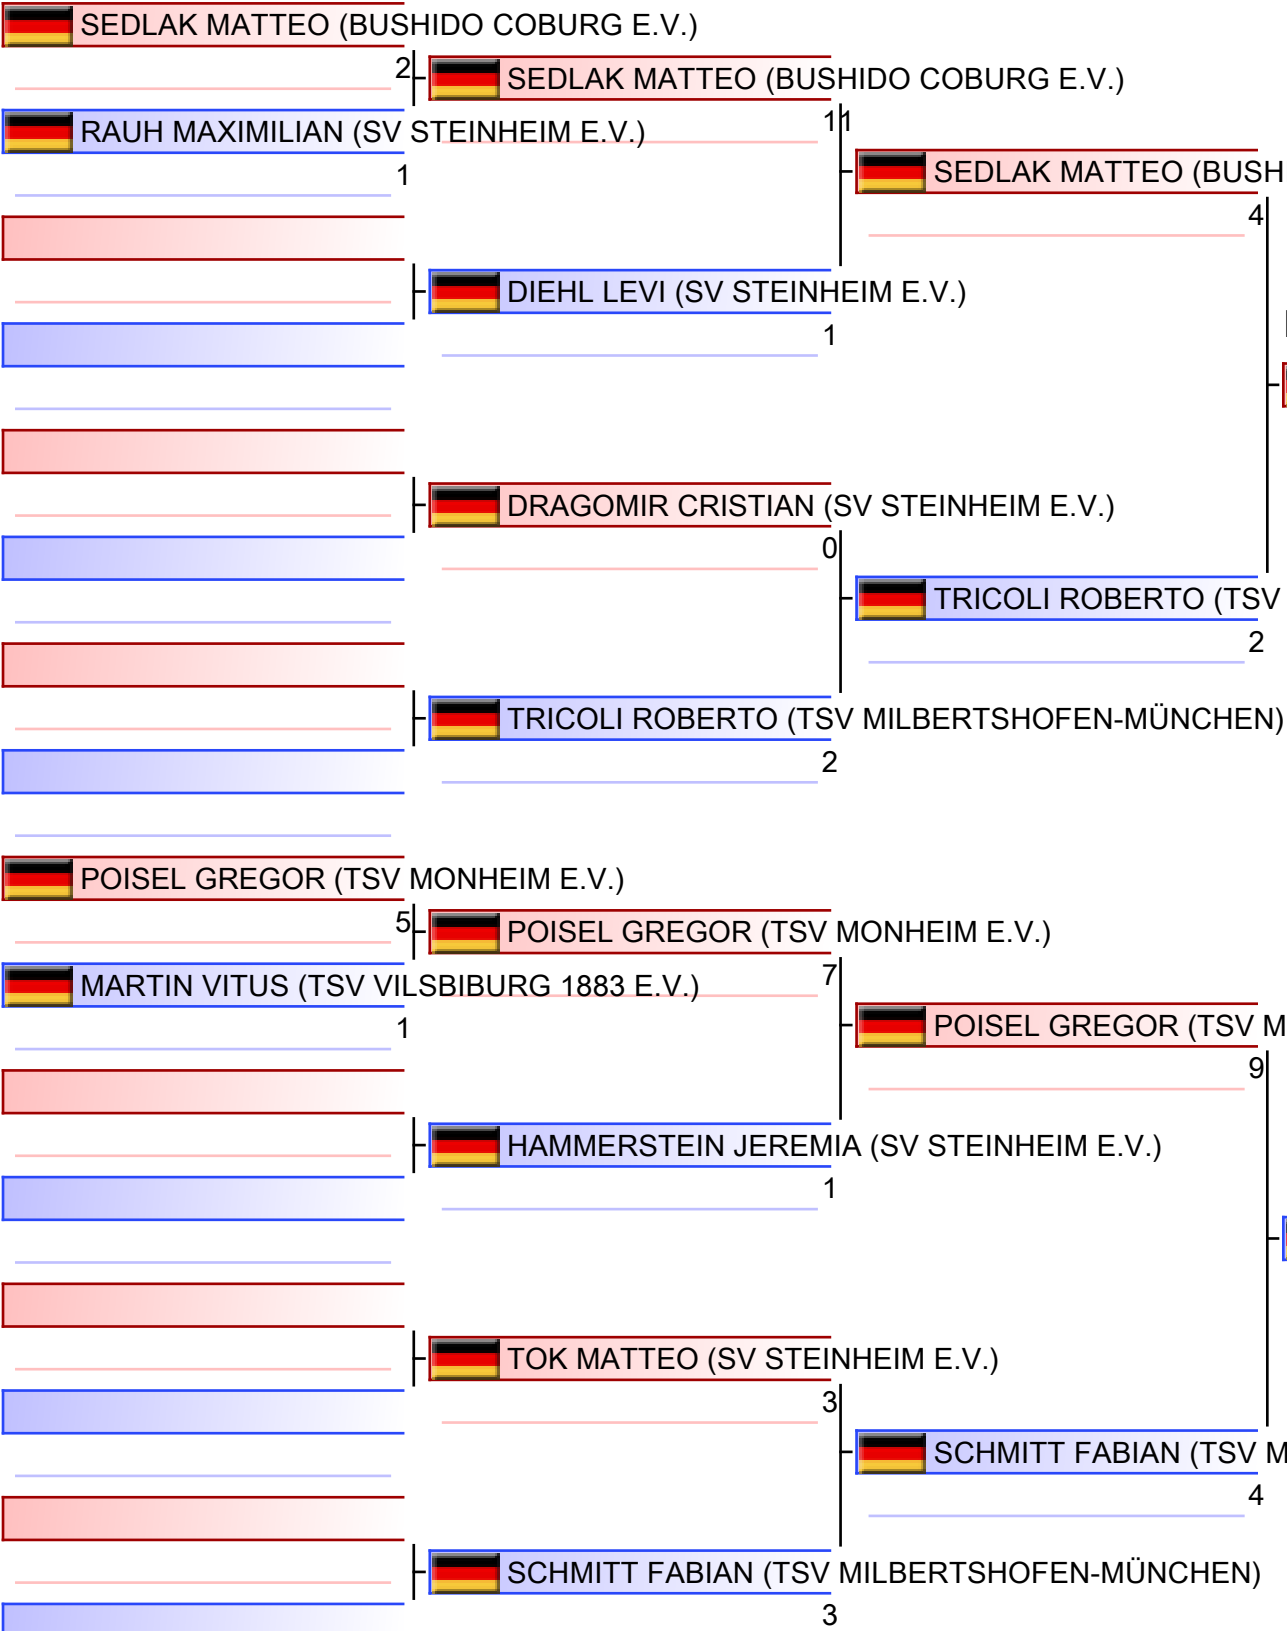 SEDLAK MATTEO (BUSHIDO COBURG E.V.)
2
SEDLAK MATTEO (BUSHIDO COBURG E.V.)
11
RAUH MAXIMILIAN (SV STEINHEIM E.V.)
1
SEDLAK MATTEO (BUSH
4
DIEHL LEVI (SV STEINHEIM E.V.)
1
DRAGOMIR CRISTIAN (SV STEINHEIM E.V.)
0
TRICOLI ROBERTO (TSV
2
TRICOLI ROBERTO (TSV MILBERTSHOFEN-MÜNCHEN)
2
POISEL GREGOR (TSV MONHEIM E.V.)
5
POISEL GREGOR (TSV MONHEIM E.V.)
7
MARTIN VITUS (TSV VILSBIBURG 1883 E.V.)
1
POISEL GREGOR (TSV M
9
HAMMERSTEIN JEREMIA (SV STEINHEIM E.V.)
1
TOK MATTEO (SV STEINHEIM E.V.)
3
SCHMITT FABIAN (TSV M
4
SCHMITT FABIAN (TSV MILBERTSHOFEN-MÜNCHEN)
3